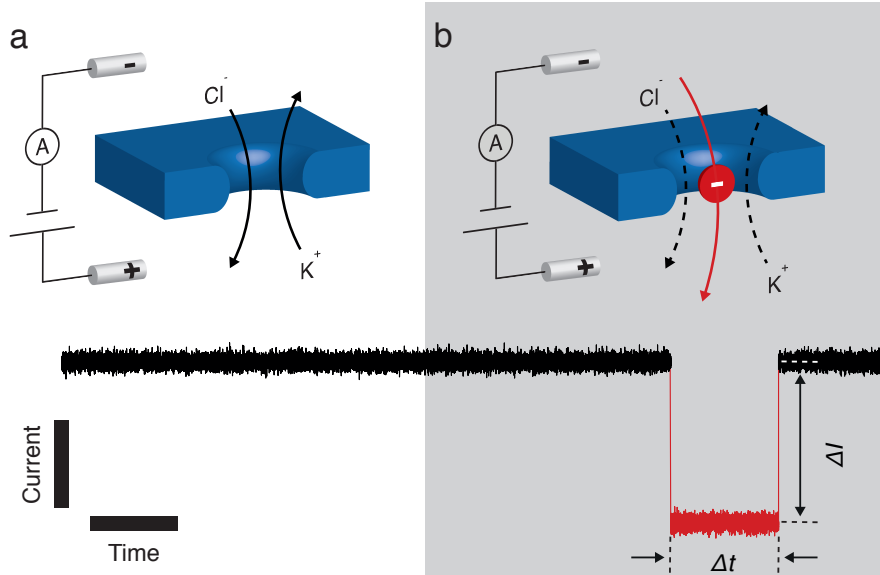 a
-
A
+
Cl-
K+
b
-
A
+
Cl-
-
K+
Current
Time
ΔI
Δt